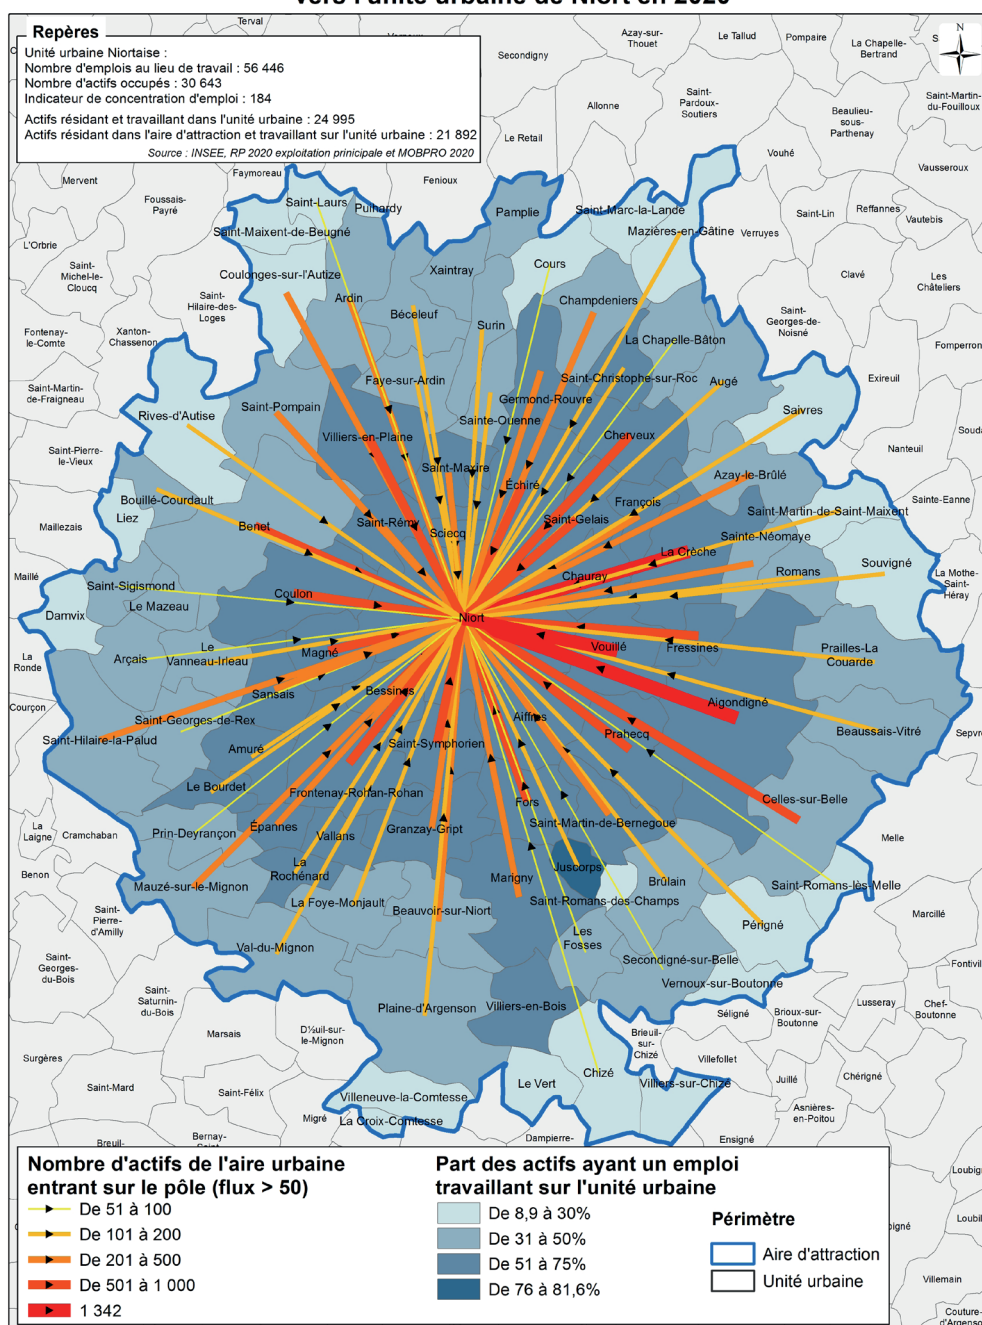 vers l'unité urbaine de Niort en 2020
Repères
Unité urbaine Niortaise :
Nombre d'emplois au lieu de travail : 56 446
Nombre d'actifs occupés : 30 643
Indicateur de concentration d'emploi : 184
Actifs résidant et travaillant dans l'unité urbaine : 24 995
Actifs résidant dans l'aire d'attraction et travaillant sur l'unité urbaine : 21 892
Source : INSEE, RP 2020 exploitation prinicipale et MOBPRO 2020
N
Terval
Secondigny
Azay-sur-
Thouet
Le Tallud
Pompaire
La Chapelle-
Bertrand
Saint-Martin-
du-Fouilloux
Allonne
Saint-
Pardoux-
Soutiers
Beaulieu-
sous-
Parthenay
Le Retail
Vouhé
Vausseroux
Mervent
Faymoreau
Fenioux
Foussais-
Payré
Saint-Laurs
Puihardy
Pamplie
Saint-Marc-la-Lande
Saint-Lin
Reffannes
Vautebis
L'Orbrie
Saint-Maixent-de-Beugné
Mazières-en-Gâtine
Verruyes
Saint-
Michel-le-
Cloucq
Coulonges-sur-l'Autize
Xaintray
Cours
Clavé
Les
Châteliers
Saint-
Hilaire-des-
Loges
Ardin
Béceleuf
Surin
Champdeniers
Saint-
Georges-de-
Noisné
Fontenay-
le-Comte
Xanton-
Chassenon
La Chapelle-Bâton
Fomperron
Saint-Martin-
de-Fraigneau
Faye-sur-Ardin
Saint-Christophe-sur-Roc
Augé
Exireuil
Rives-d'Autise
Saint-Pompain
Germond-Rouvre
Saivres
Sainte-Ouenne
Souda
Saint-Pierre-
le-Vieux
Villiers-en-Plaine
Cherveux
Nanteuil
Saint-Maxire
Échiré
Azay-le-Brûlé
Bouillé-Courdault
François
Sainte-Eanne
Maillezais
Liez
Benet
Saint-Rémy
Sciecq
Saint-Gelais
Saint-Martin-de-Saint-Maixent
Sainte-Néomaye
La Crèche
Souvigné
Maillé
Saint-Sigismond
Coulon
Chauray
Romans
La Mothe-
Saint-
Héray
Damvix
Le Mazeau
Niort
La
Ronde
Arçais
Le
Vanneau-Irleau
Magné
Vouillé
Fressines
Prailles-La
Couarde
Courçon
Sansais
Bessines
Aigondigné
Saint-Georges-de-Rex
Aiffres
Beaussais-Vitré
Sepvre
Saint-Hilaire-la-Palud
Amuré
Saint-Symphorien
Prahecq
Le Bourdet
Frontenay-Rohan-Rohan
Fors
Celles-sur-Belle
La
Laigne
Cramchaban
Prin-Deyrançon
Épannes
Vallans
Granzay-Gript
Saint-Martin-de-Bernegoue
Melle
Benon
Mauzé-sur-le-Mignon
La
Rochénard
Marigny
Juscorps
Brûlain
Saint-Romans-lès-Melle
La Foye-Monjault
Beauvoir-sur-Niort
Saint-Romans-des-Champs
Marcillé
Saint-
Pierre-
d'Amilly
Périgné
Val-du-Mignon
Les
Fosses
Saint-
Georges-
du-Bois
Secondigné-sur-Belle
Fontivil
Vernoux-sur-Boutonne
Saint-
Saturnin-
du-Bois
Plaine-d'Argenson
Villiers-en-Bois
Lusseray
Chef-
Boutonne
Séligné
Brioux-sur-
Boutonne
Marsais
D½uil-sur-
le-Mignon
Brieuil-
sur-
Chizé
Surgères
Villefollet
Chizé
Juillé
Chérigné
Saint-Mard
Saint-Félix
Villeneuve-la-Comtesse
Le Vert
Villiers-sur-Chizé
Asnières-
en-Poitou
Migré
La Croix-Comtesse
Breuil-
Bernay-
Dampierre-
Ensigné
Nombre d'actifs de l'aire urbaine
entrant sur le pôle (flux > 50)
De 51 à 100
De 101 à 200
De 201 à 500
De 501 à 1 000
1 342
Part des actifs ayant un emploi
travaillant sur l'unité urbaine
De 8,9 à 30%
De 31 à 50%
De 51 à 75%
De 76 à 81,6%
Périmètre
Aire d'attraction
Unité urbaine
Loubig
Loubil
Villemain
Couture-
d'Argenso